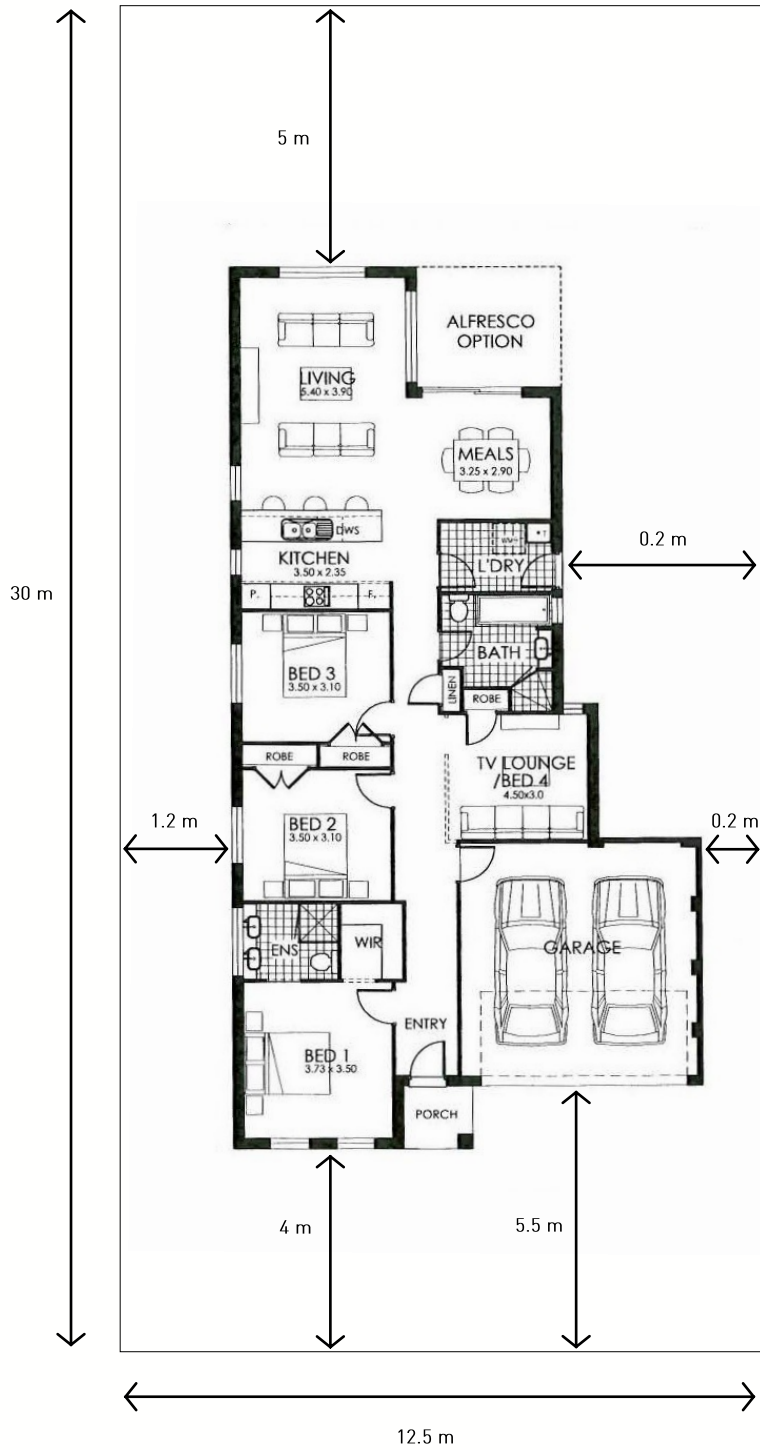 5 m
ALFRESCO
OPTION
LIVING
5.40 x 3.90
MEALS
3.25 x 2.90
DWS
KITCHEN
3.50 x 2.35
L'DRY
0.2 m
30 m
P.
F.
BATH
BED 3
3.50 x 3.10
LINEN
ROBE
ROBE
ROBE
TV LOUNGE
/BED 4
4.50x3.0
1.2 m
BED 2
3.50 x 3.10
0.2 m
ENS
WIR
GARAGE
ENTRY
BED 1
3.73 x 3.50
PORCH
4 m
5.5 m
12.5 m